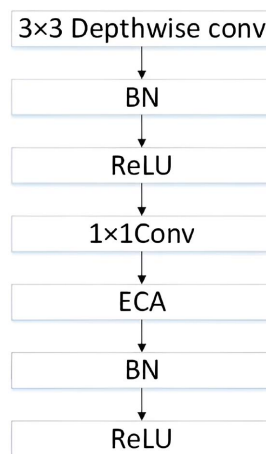 3×3 Depthwise conv
BN
ReLU
1×1Conv
ECA
BN
ReLU